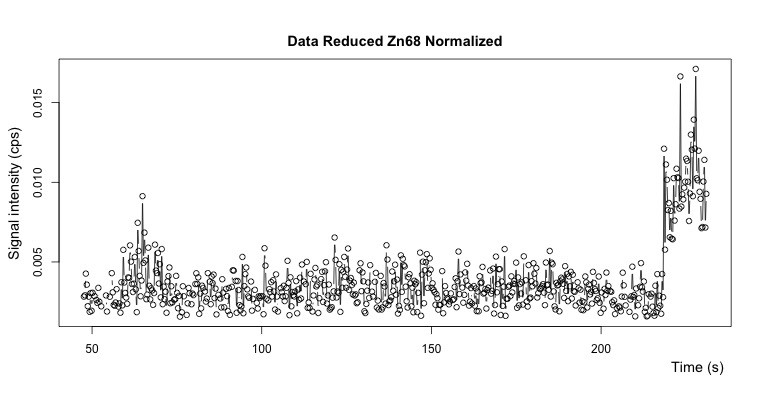 Data Reduced Zn68 Normalized
Signal intensity (cps)
0.015
0.010
0.005
50 100 150 200
Time (s)